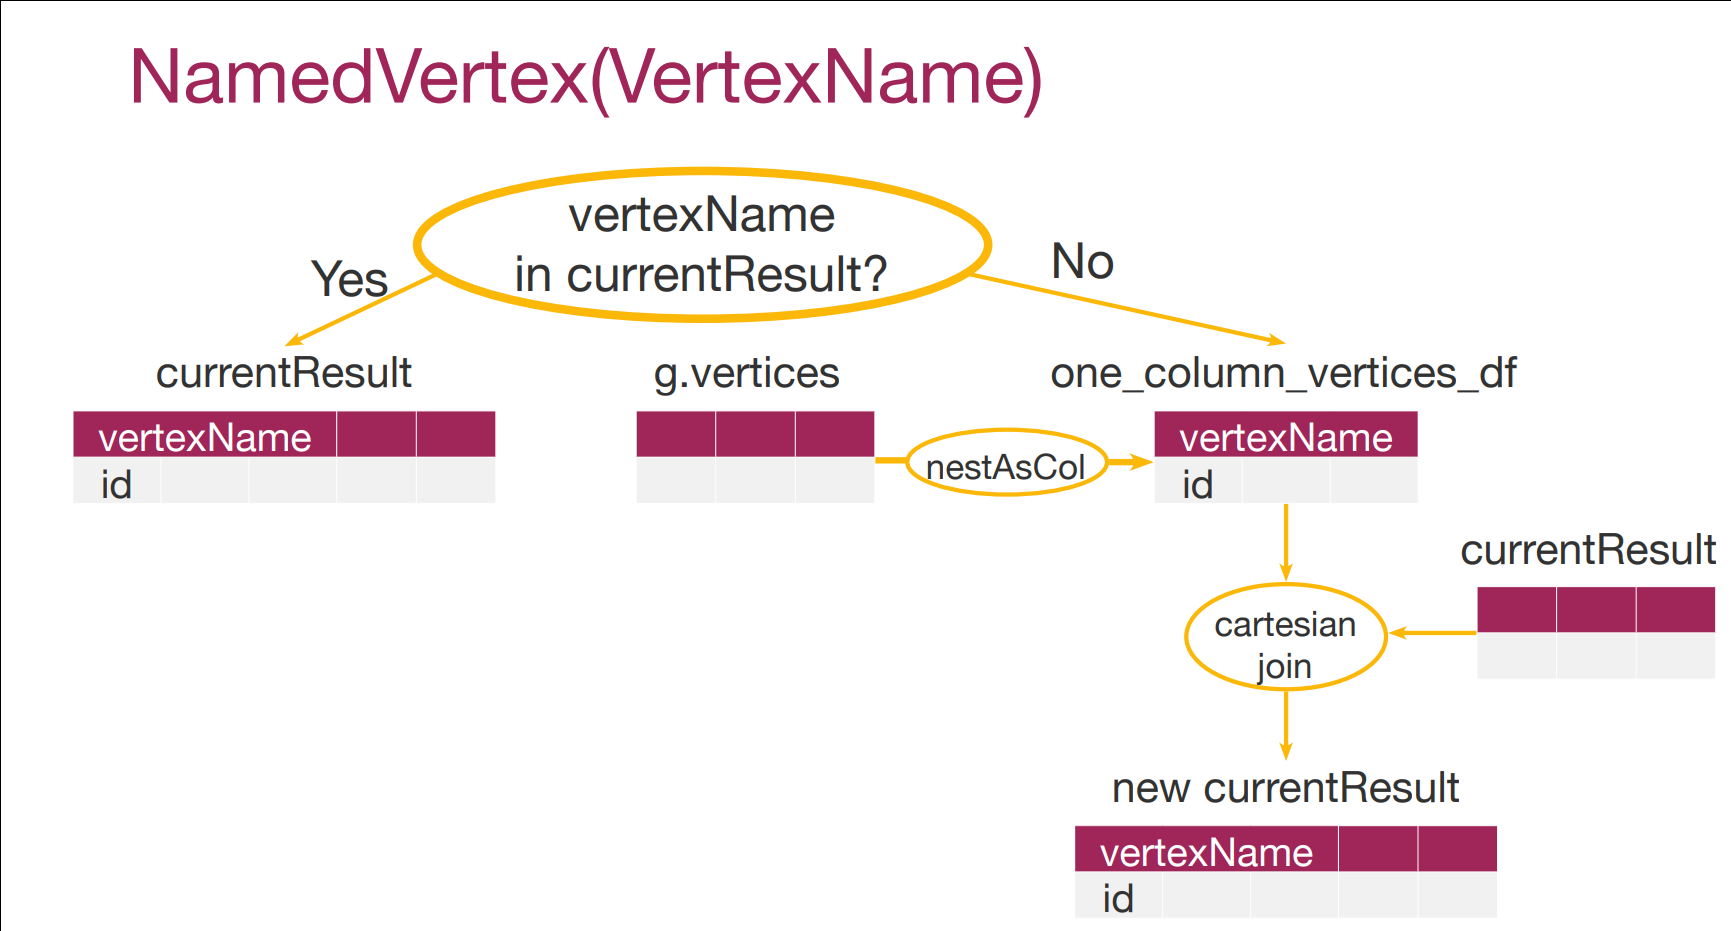 NamedVertex(VertexName)
vertexName
in currentResult?
Yes
No
currentResult
g.vertices
one_column_vertices_df
vertexName
id
nestAsCol
vertexName
id
currentResult
cartesian
join
new currentResult
vertexName
id